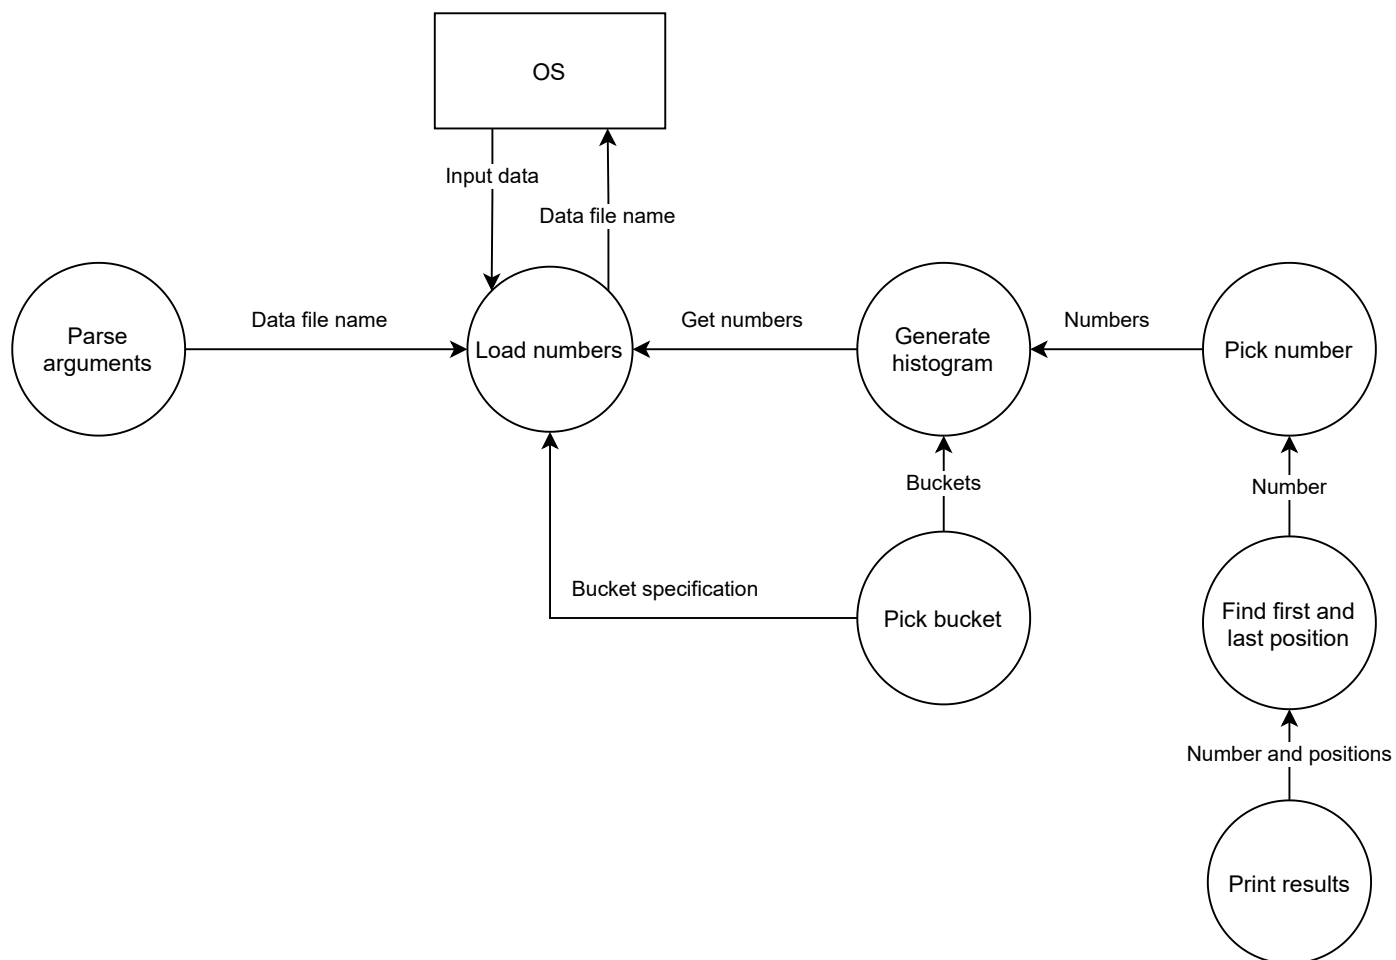 OS
Input data
Data file name
Parse
arguments
Data file name
Load numbers
Get numbers
Generate
histogram
Numbers
Pick number
Buckets
Number
Bucket specification
Pick bucket
Find first and
last position
Number and positions
Print results